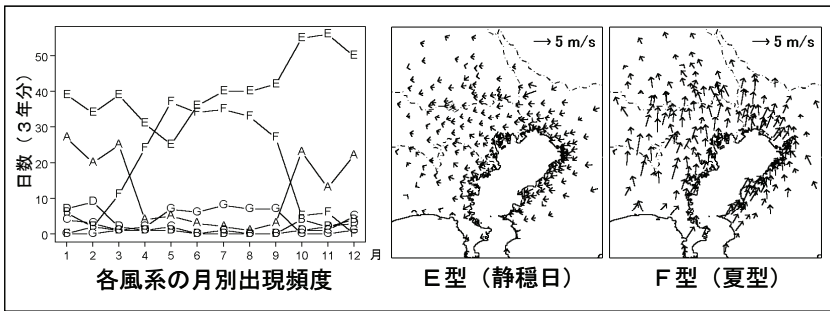 日数（３年分）
50
40
30
20
10
0
1 2 3 4 5 6 7 8 9 10 11 12 月
各風系の月別出現頻度
→5 m/s
Ｅ型（静穏日）
→5 m/s
Ｆ型（夏型）